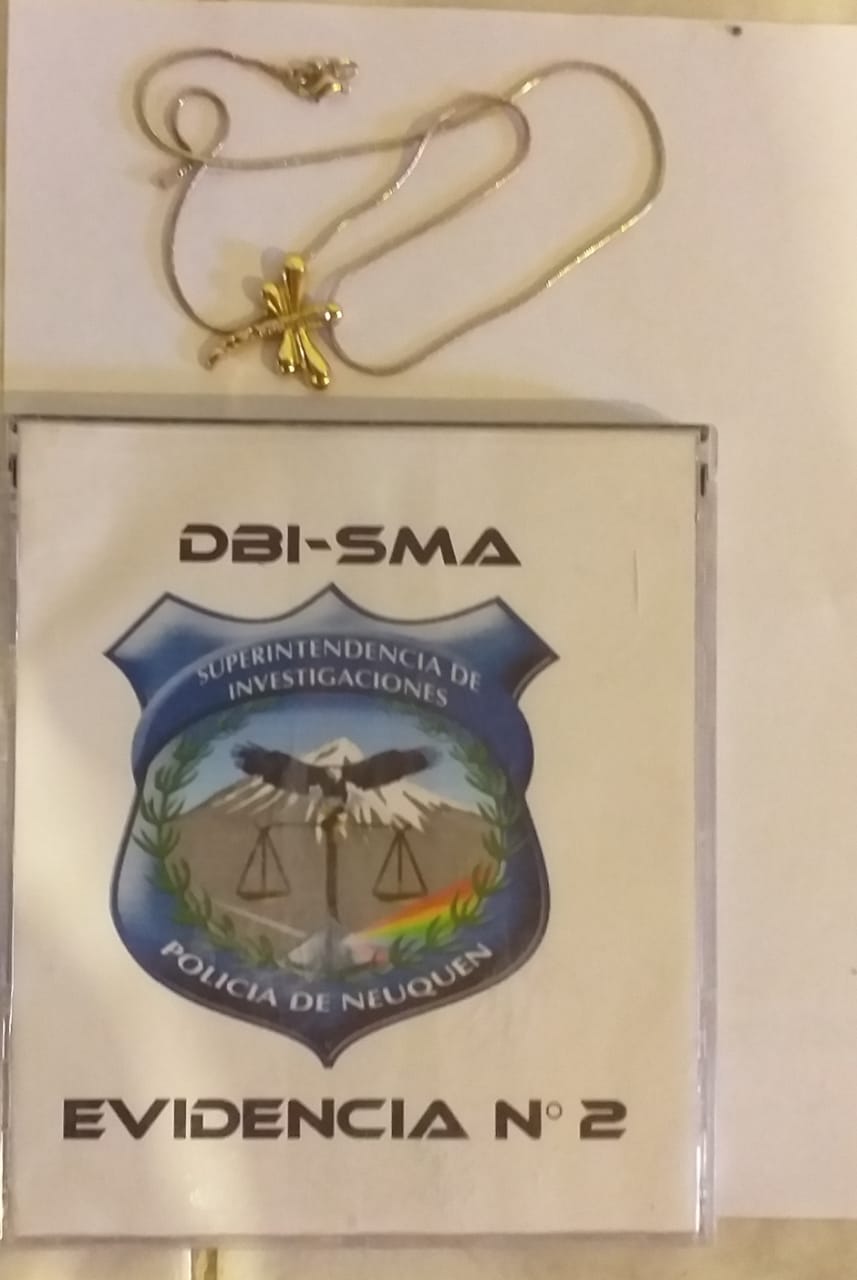 DBI-SMA
SUPERINTENDENCIA DE
INVESTIGACIONES
POLICIA DE NEUQUEN
EVIDENCIA N° 2